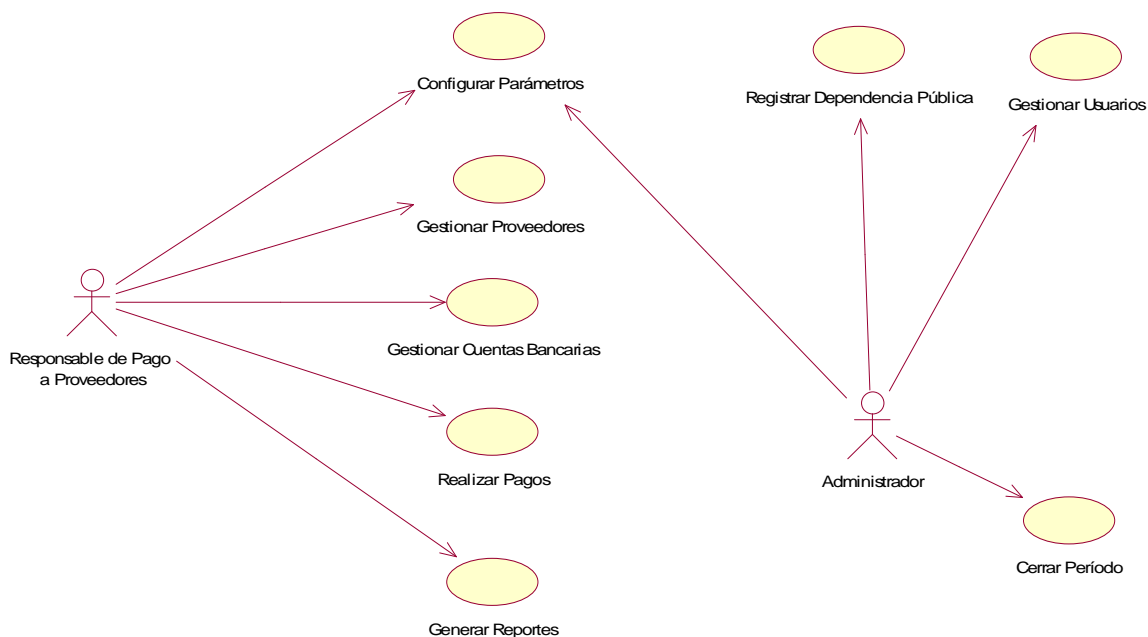 Configurar Parámetros
Registrar Dependencia Pública
Gestionar Usuarios
Gestionar Proveedores
Gestionar Cuentas Bancarias
Responsable de Pago
a Proveedores
Realizar Pagos
Administrador
Cerrar Período
Generar Reportes